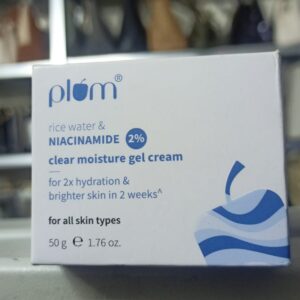 plum®
rice water &
NIACINAMIDE 2%
clear moisture gel cream
for 2x hydration &
brighter skin in 2 weeks^
for all skin types
50 g ℮ 1.76 oz.